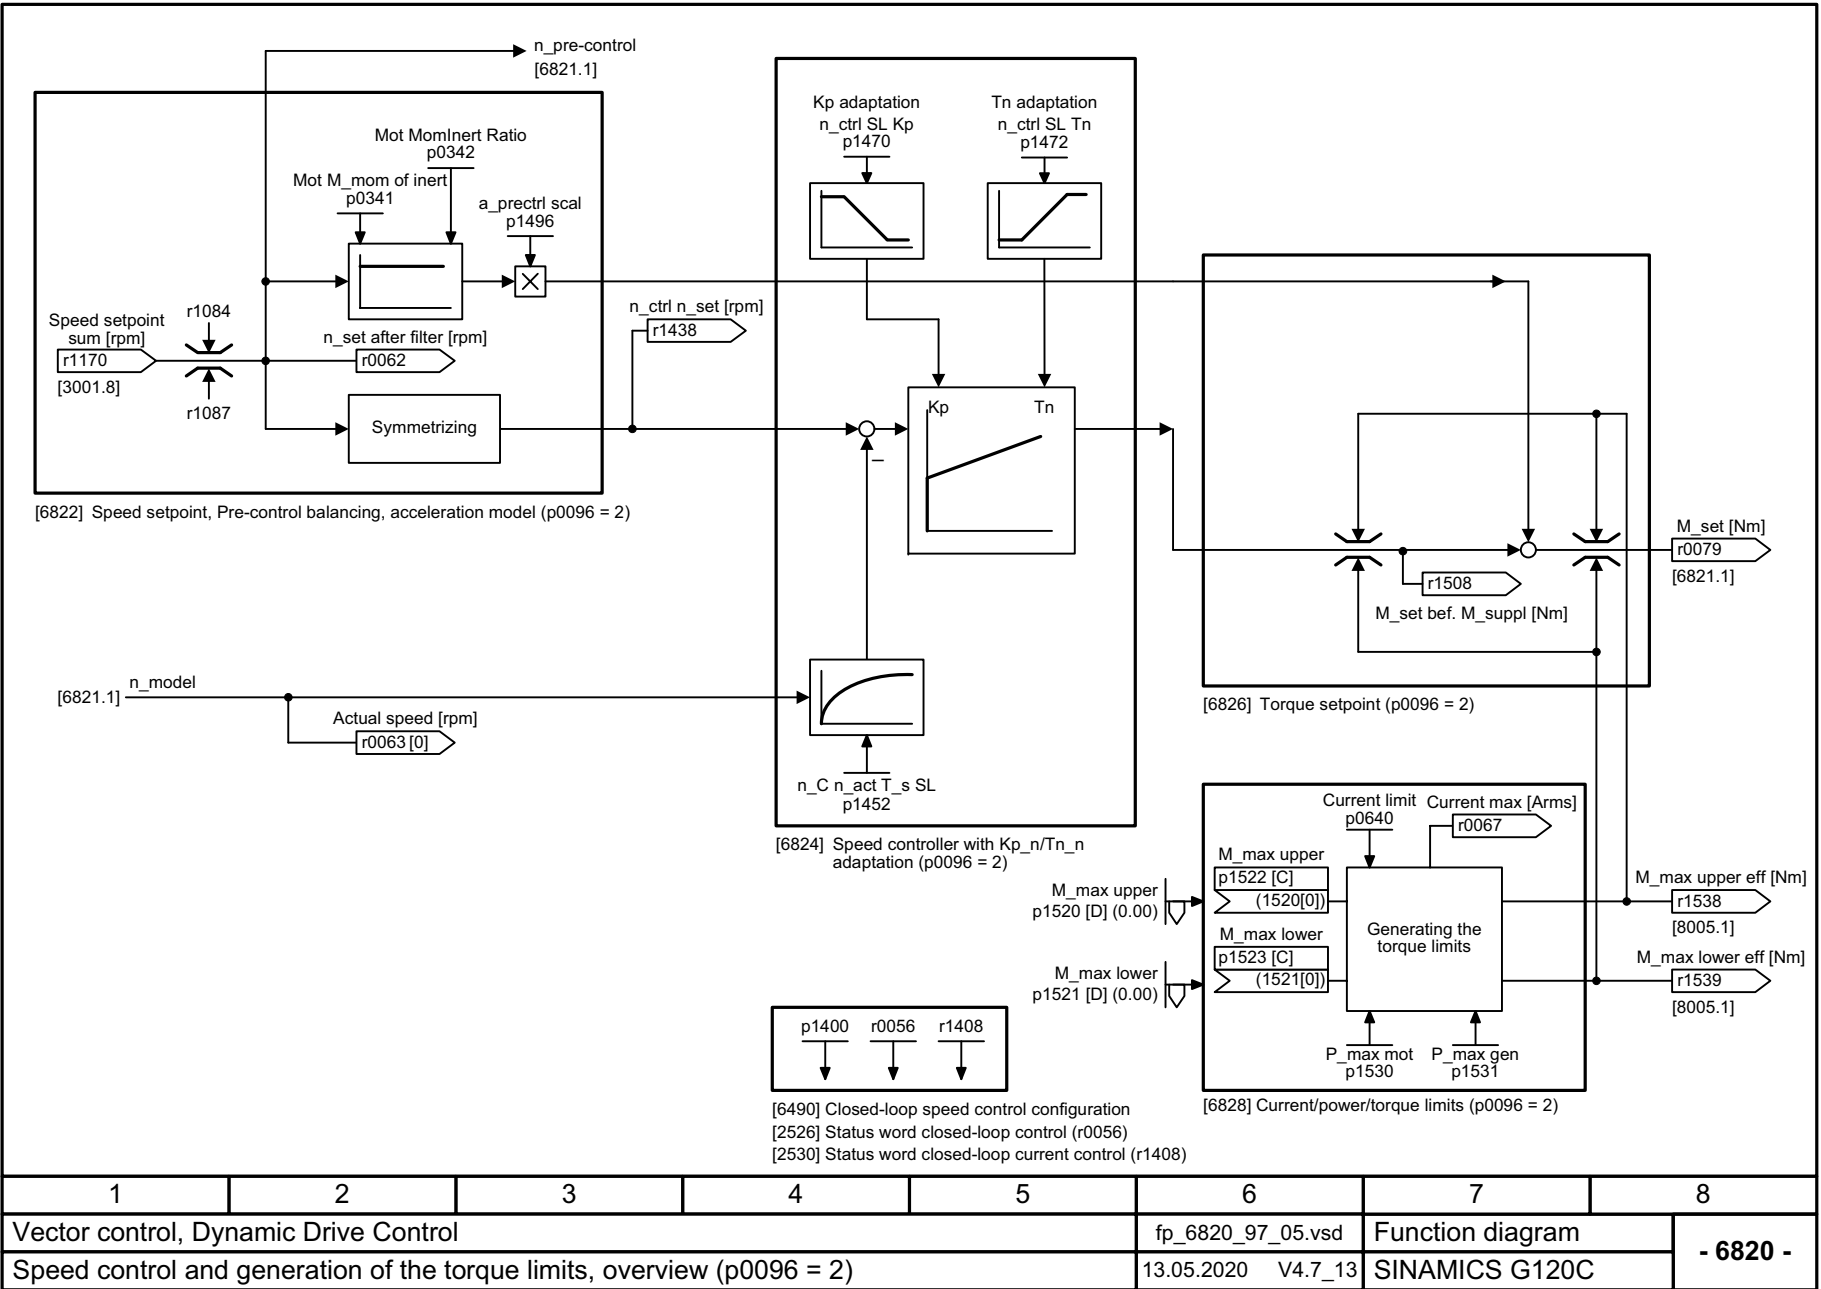 n_pre-control
[6821.1]
Mot MomInert Ratio
p0342
Mot M_mom of inert
p0341
a_prectrl scal
p1496
Speed setpoint
sum [rpm]
r1170
[3001.8]
r1084
r1087
n_set after filter [rpm]
r0062
Symmetrizing
n_ctrl n_set [rpm]
r1438
[6822] Speed setpoint, Pre-control balancing, acceleration model (p0096 = 2)
Kp adaptation
n_ctrl SL Kp
p1470
Tn adaptation
n_ctrl SL Tn
p1472
Kp
Tn
–
[6821.1]
n_model
Actual speed [rpm]
r0063 [0]
n_C n_act T_s SL
p1452
[6824] Speed controller with Kp_n/Tn_n
adaptation (p0096 = 2)
M_set [Nm]
r0079
[6821.1]
r1508
M_set bef. M_suppl [Nm]
[6826] Torque setpoint (p0096 = 2)
Current limit
p0640
Current max [Arms]
r0067
M_max upper
p1520 [D] (0.00)
M_max upper
p1522 [C]
(1520[0])
M_max lower
p1521 [D] (0.00)
M_max lower
p1523 [C]
(1521[0])
Generating the
torque limits
M_max upper eff [Nm]
r1538
[8005.1]
M_max lower eff [Nm]
r1539
[8005.1]
P_max mot
p1530
P_max gen
p1531
[6828] Current/power/torque limits (p0096 = 2)
p1400 r0056 r1408
[6490] Closed-loop speed control configuration
[2526] Status word closed-loop control (r0056)
[2530] Status word closed-loop current control (r1408)
1 2 3 4 5 6 7 8
Vector control, Dynamic Drive Control
fp_6820_97_05.vsd
Function diagram
- 6820 -
Speed control and generation of the torque limits, overview (p0096 = 2)
13.05.2020 V4.7_13
SINAMICS G120C